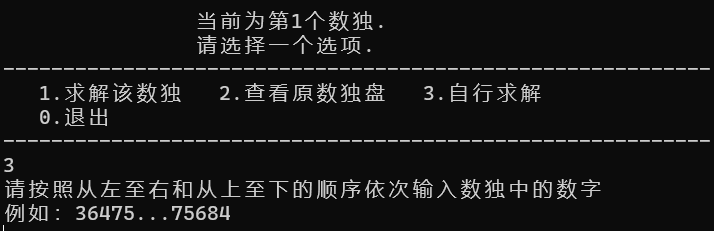 当前为第1个数独.
请选择一个选项.
------------------------------------------------------------
1.求解该数独 2.查看原数独盘 3.自行求解
0.退出
------------------------------------------------------------
3
请按照从左至右和从上至下的顺序依次输入数独中的数字
例如: 36475...75684